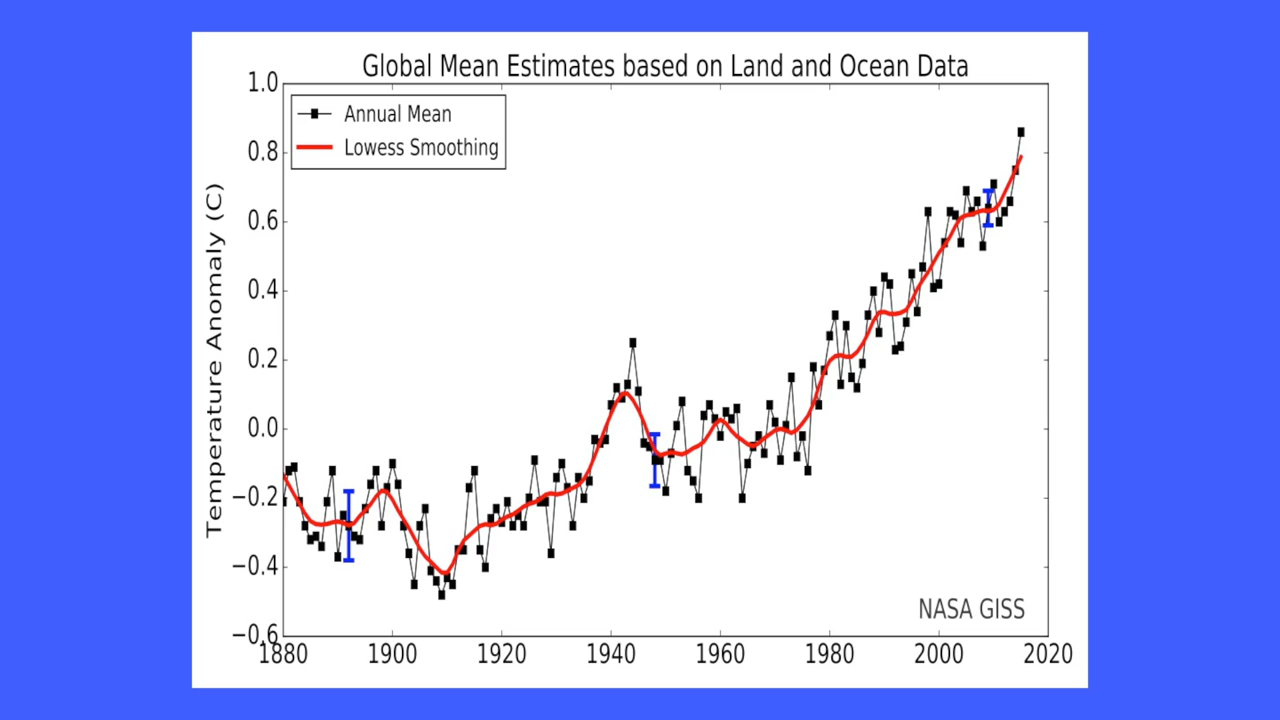 Global Mean Estimates based on Land and Ocean Data
1.0
Annual Mean
Lowess Smoothing
0.8
0.6
0.4
0.2
0.0
−0.2
−0.4
−0.6
Temperature Anomaly (C)
NASA GISS
1880 1900 1920 1940 1960 1980 2000 2020